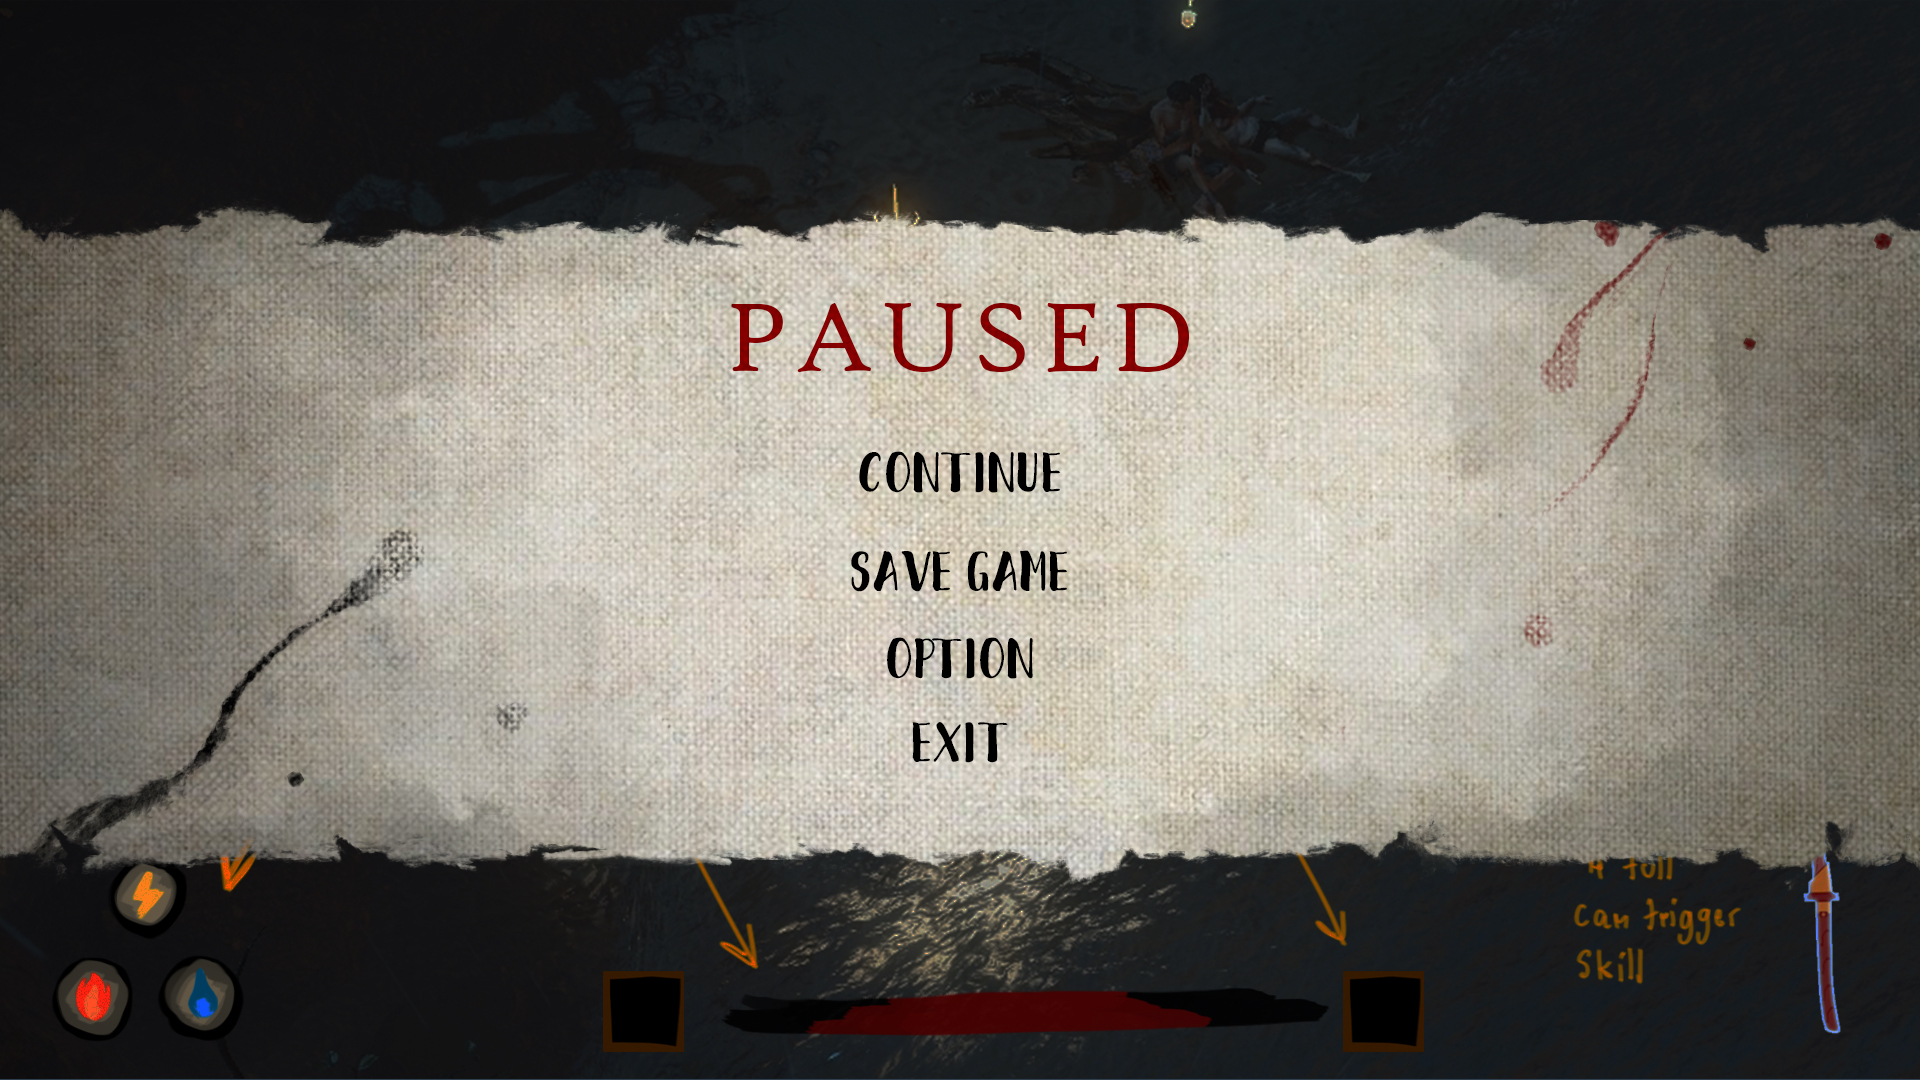 PAUSED
CONTINUE
SAVE GAME
OPTION
EXIT
can trigger
Skill